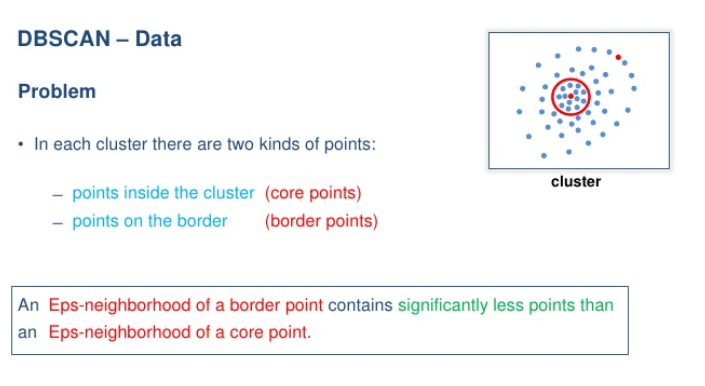 DBSCAN – Data
Problem
• In each cluster there are two kinds of points:
– points inside the cluster (core points)
– points on the border (border points)
cluster
An Eps-neighborhood of a border point contains significantly less points than
an Eps-neighborhood of a core point.